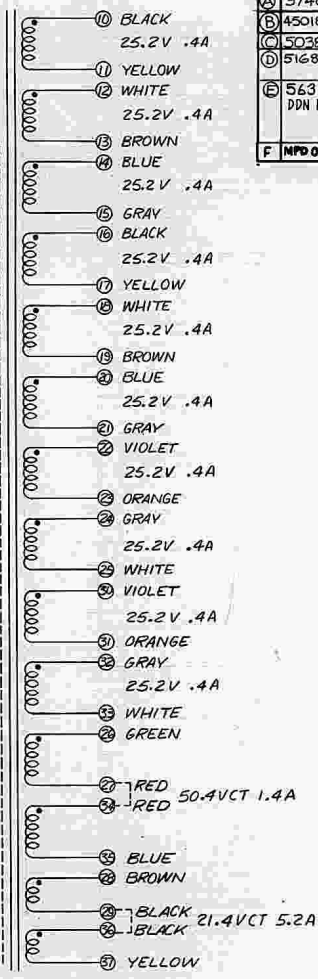 10 BLACK
25.2V .4A
11 YELLOW
12 WHITE
25.2V .4A
13 BROWN
14 BLUE
25.2V .4A
15 GRAY
16 BLACK
25.2V .4A
17 YELLOW
18 WHITE
25.2V .4A
19 BROWN
20 BLUE
25.2V .4A
21 GRAY
22 VIOLET
25.2V .4A
23 ORANGE
24 GRAY
25.2V .4A
25 WHITE
30 VIOLET
25.2V .4A
31 ORANGE
32 GRAY
25.2V .4A
33 WHITE
26 GREEN
27 RED
50.4VCT 1.4A
34 RED
35 BLUE
28 BROWN
29 BLACK
21.4VCT 5.2A
36 BLACK
37 YELLOW
A
B 45018
C 5038
D 5168
E 563
DDN
F MPD